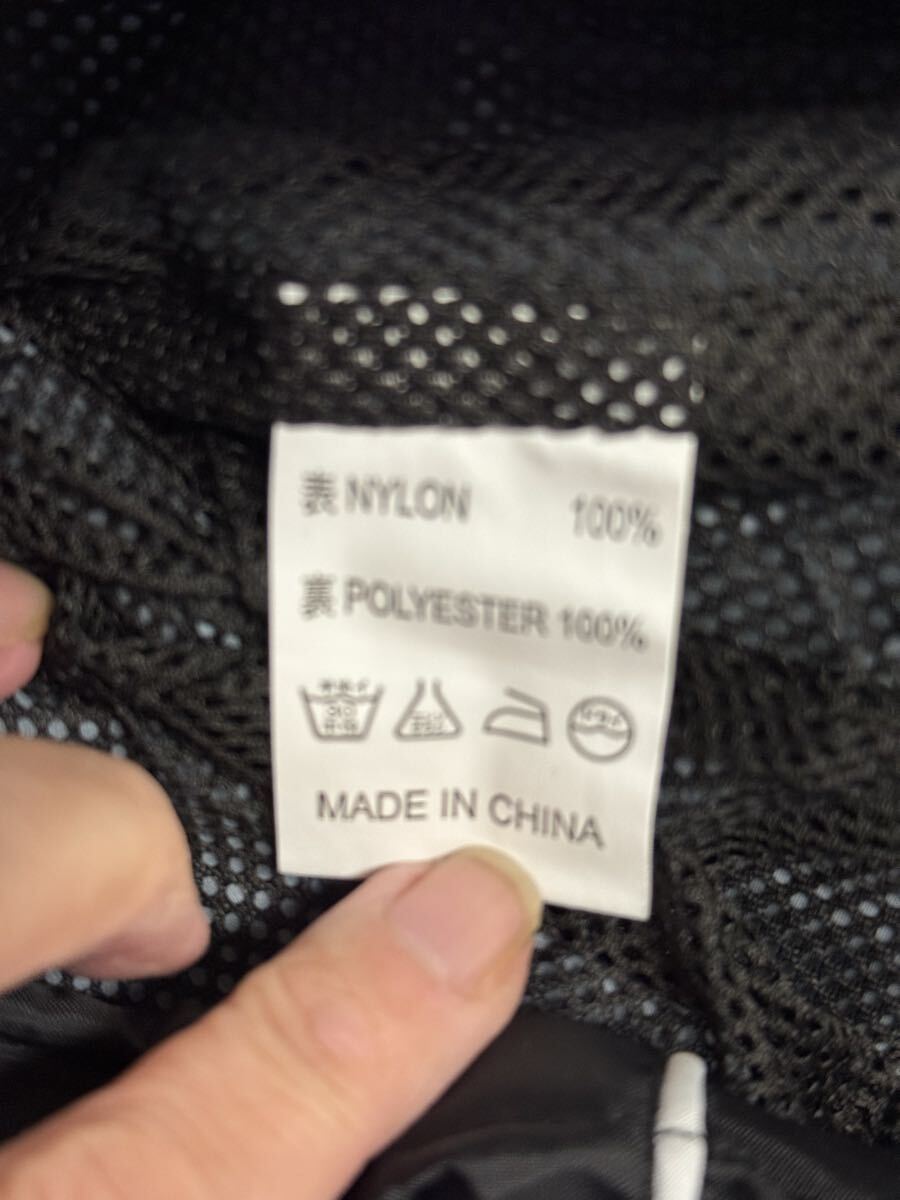 表 NYLON 100%
裏 POLYESTER 100%
MADE IN CHINA